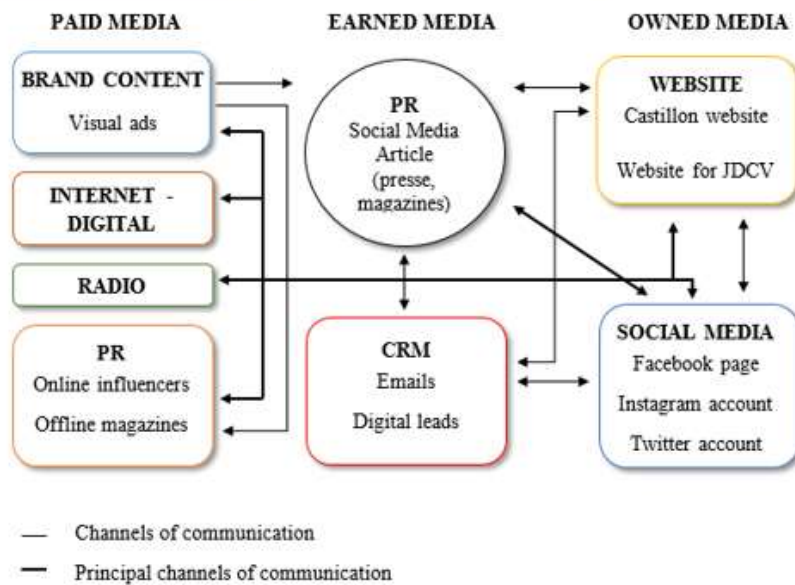 PAID MEDIA
EARNED MEDIA
OWNED MEDIA
BRAND CONTENT
Visual ads
INTERNET -
DIGITAL
RADIO
PR
Online influencers
Offline magazines
PR
Social Media
Article
(presse,
magazines)
CRM
Emails
Digital leads
WEBSITE
Castillon website
Website for JDCV
SOCIAL MEDIA
Facebook page
Instagram account
Twitter account
Channels of communication
Principal channels of communication